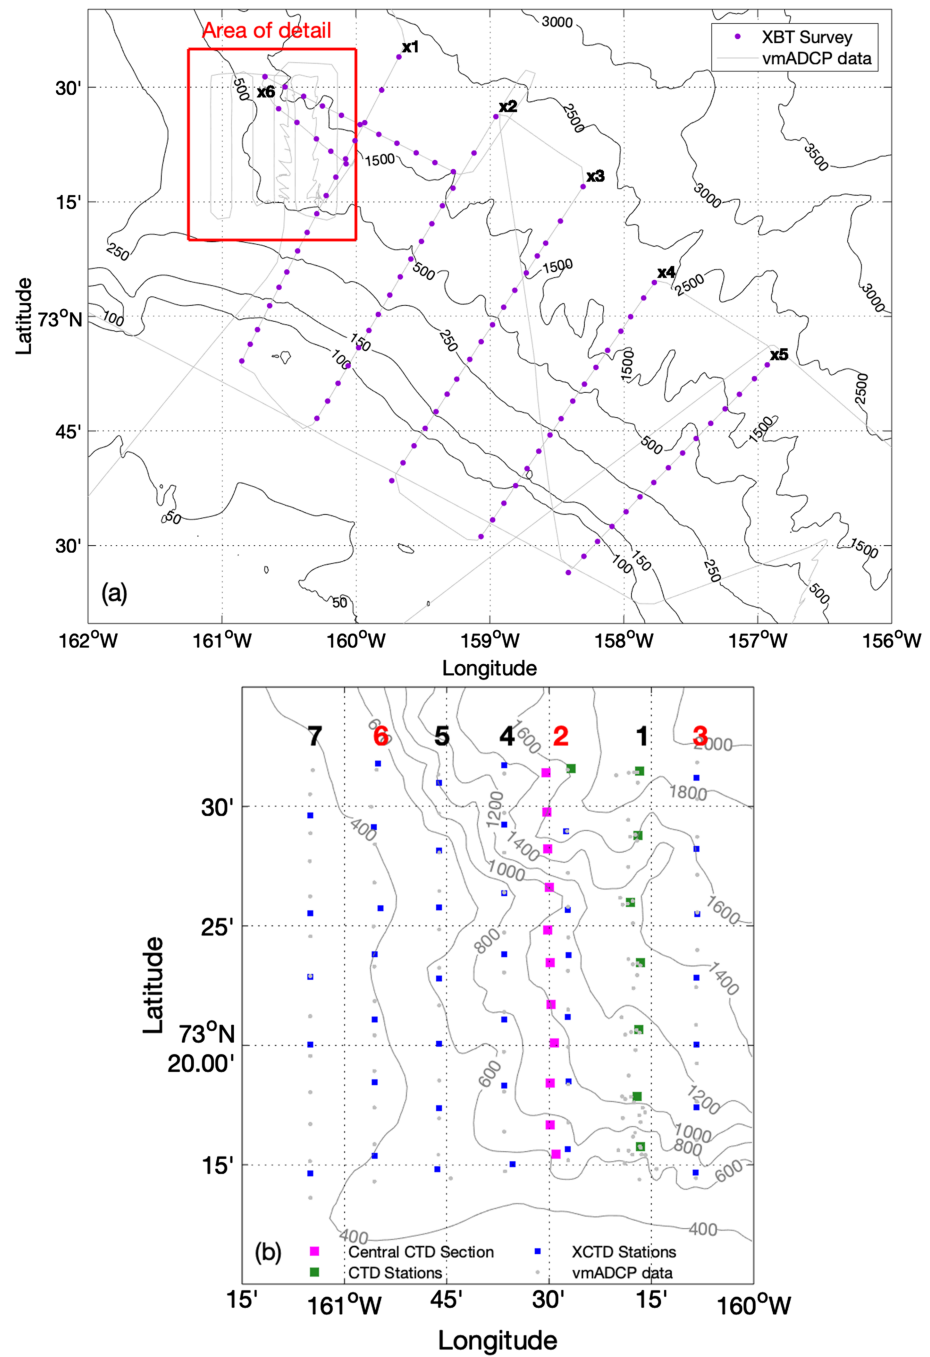 Area of detail
x1
3000
XBT Survey
vmADCP data
30'
500
x6
x2
2500
1500
3500
15'
x3
3000
250
500
1500
x4
2500
3000
Latitude
73°N
100
150
100
250
1500
x5
2500
45'
500
1500
50
30'
150
100
250
1500
500
(a)
50
162°W
161°W
160°W
159°W
158°W
157°W
156°W
Longitude
7
6
5
4
2
1
3
600
1600
2000
1800
30'
400
1200
1400
1000
1600
25'
800
1400
Latitude
73°N
20.00'
600
1200
1000
800
600
15'
400
400
(b)
Central CTD Section
XCTD Stations
CTD Stations
vmADCP data
15'
161°W
45'
30'
15'
160°W
Longitude